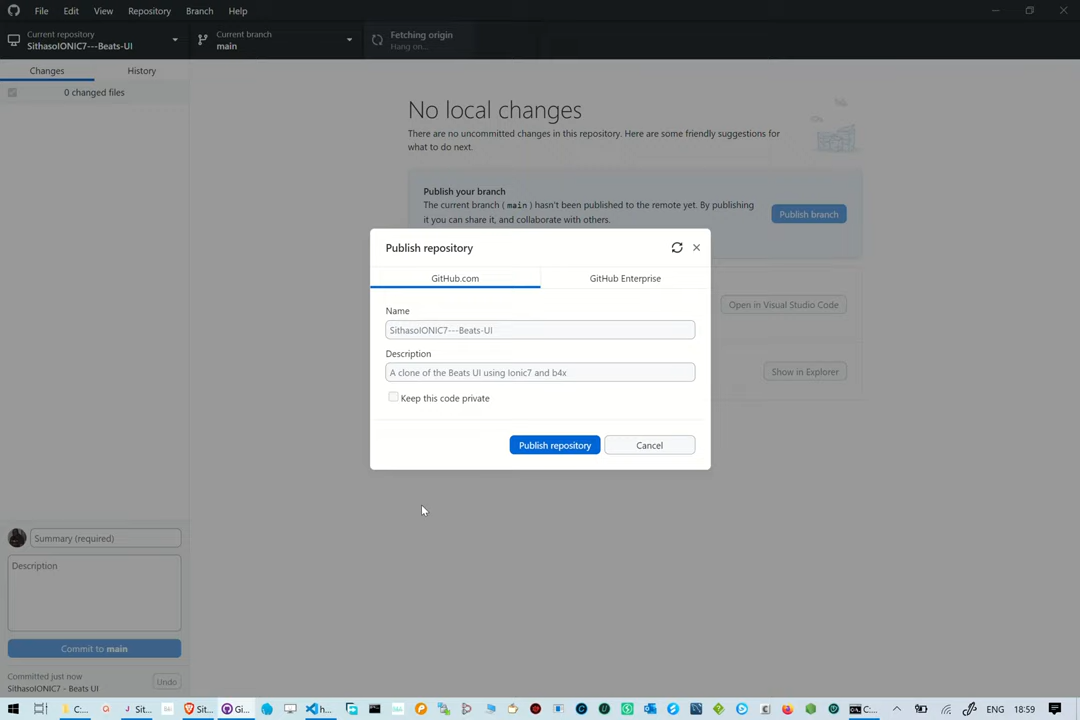 File Edit View Repository Branch Help
Current repository
SithasoIONIC7---Beats-UI
Current branch
main
Fetching origin
Hang on...
Changes
History
0 changed files
No local changes
There are no uncommitted changes in this repository. Here are some friendly suggestions for
what to do next.
Publish your branch
The current branch ( main ) hasn't been published to the remote yet. By publishing
it you can share it, and collaborate with others.
Publish branch
Open in Visual Studio Code
Show in Explorer
Publish repository
GitHub.com
GitHub Enterprise
Name
SithasoIONIC7---Beats-UI
Description
A clone of the Beats UI using Ionic7 and b4x
Keep this code private
Publish repository
Cancel
Summary (required)
Description
Commit to main
Committed just now
SithasoIONIC7 - Beats UI
Undo
C:...
Sit...
Sit...
Gi...
h...
C:...
ENG
18:59